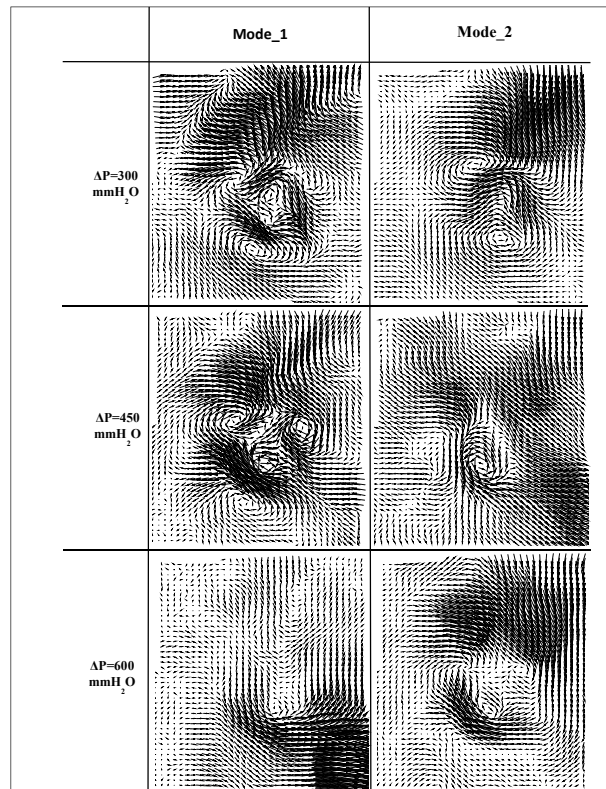 Mode_1
Mode_2
ΔP=300
mmH₂O
ΔP=450
mmH₂O
ΔP=600
mmH₂O